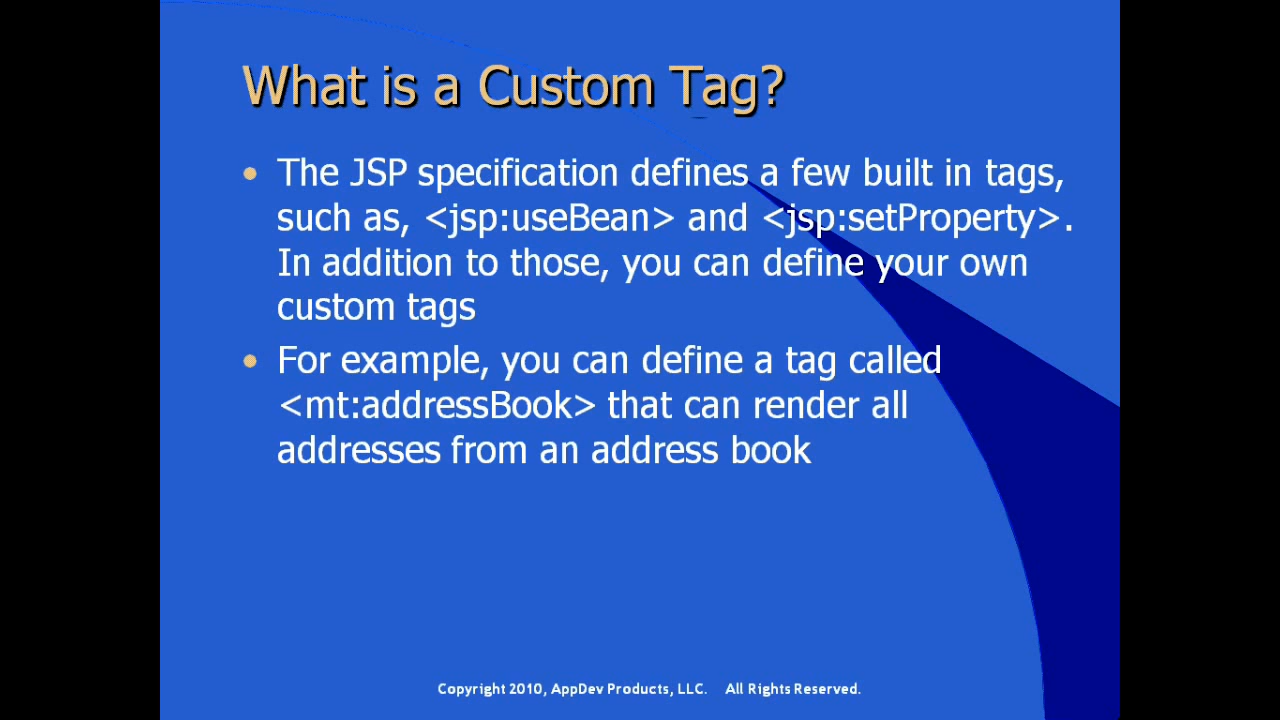 What is a Custom Tag?
• The JSP specification defines a few built in tags,
such as, <jsp:useBean> and <jsp:setProperty>.
In addition to those, you can define your own
custom tags
• For example, you can define a tag called
<mt:addressBook> that can render all
addresses from an address book
Copyright 2010, AppDev Products, LLC. All Rights Reserved.